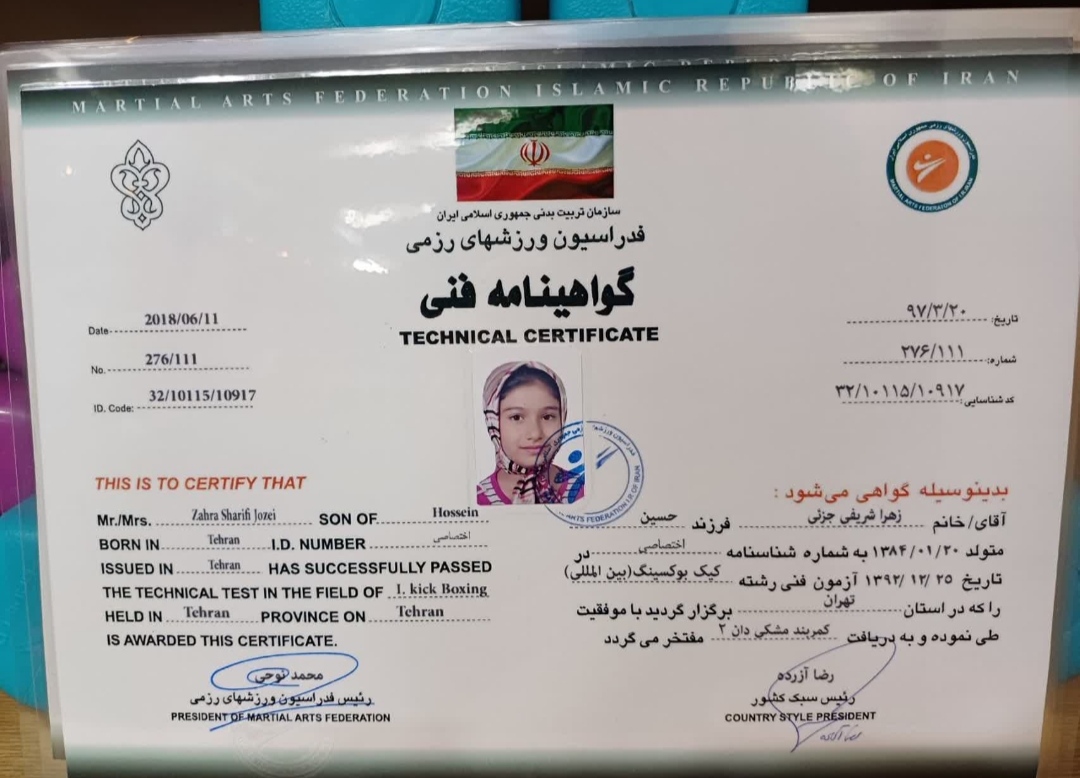 MARTIAL ARTS FEDERATION ISLAMIC REPUBLIC OF IRAN
سازمان تربیت بدنی جمهوری اسلامی ایران
فدراسیون ورزشهای رزمی
گواهینامه فنی
TECHNICAL CERTIFICATE
Date 2018/06/11
No. 276/111
ID. Code: 32/10115/10917
تاریخ: ۹۷/۳/۲۰
شماره: ۲۷۶/۱۱۱
کد شناسایی: ۳۲/۱۰۱۱۵/۱۰۹۱۷
MARTIAL ARTS FEDERATION OF I.R.IRAN
THIS IS TO CERTIFY THAT
Mr./Mrs. Zahra Sharifi Jozei SON OF Hossein
BORN IN Tehran I.D. NUMBER اختصاصی
ISSUED IN Tehran HAS SUCCESSFULLY PASSED
THE TECHNICAL TEST IN THE FIELD OF I. kick Boxing
HELD IN Tehran PROVINCE ON Tehran
IS AWARDED THIS CERTIFICATE.
بدینوسیله گواهی می‌شود :
آقای/خانم زهرا شریفی جزئی فرزند حسین
متولد ۱۳۸۴/۰۱/۲۰ به شماره شناسنامه اختصاصی در
تاریخ ۱۳۹۲/۱۲/۲۵ آزمون فنی رشته کیک بوکسینگ(بین المللی)
را که در استان تهران برگزار گردید با موفقیت
طی نموده و به دریافت کمربند مشکی دان ۲ مفتخر می گردد
محمد نوحی
رئیس فدراسیون ورزشهای رزمی
PRESIDENT OF MARTIAL ARTS FEDERATION
رضا آزرده
رئیس سبک کشور
COUNTRY STYLE PRESIDENT